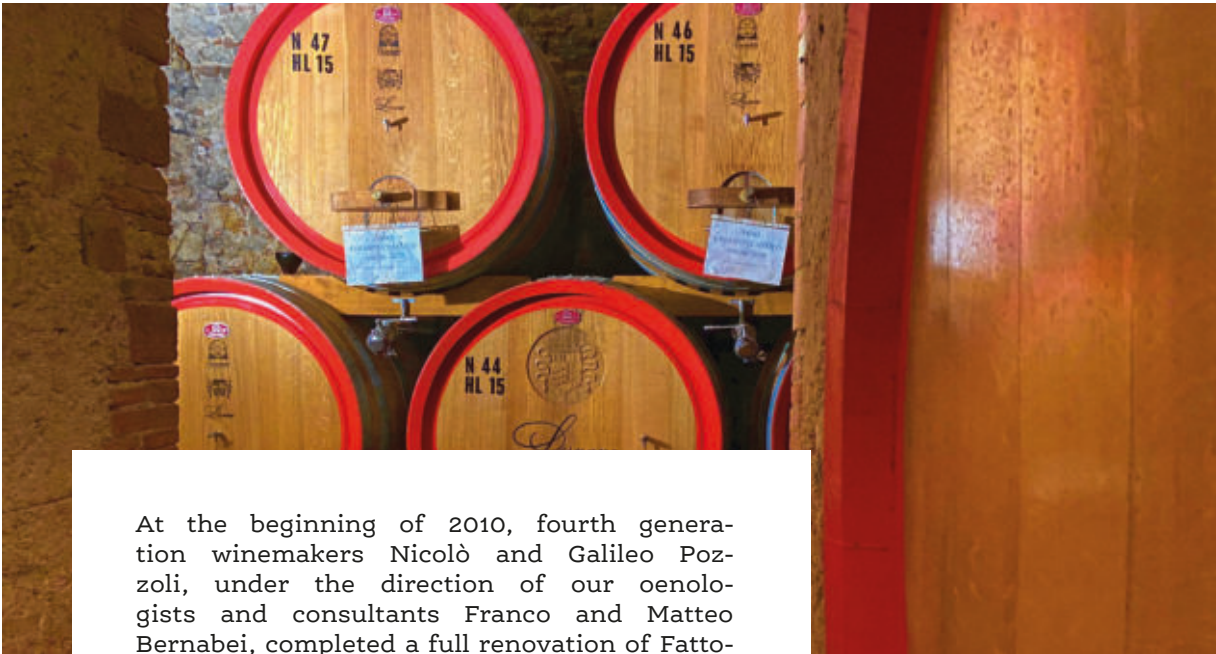 N 47
HL 15
N 46
HL 15
N 44
HL 15
At the beginning of 2010, fourth genera-
tion winemakers Nicolò and Galileo Poz-
zoli, under the direction of our oenolo-
gists and consultants Franco and Matteo
Bernabei, completed a full renovation of Fatto-